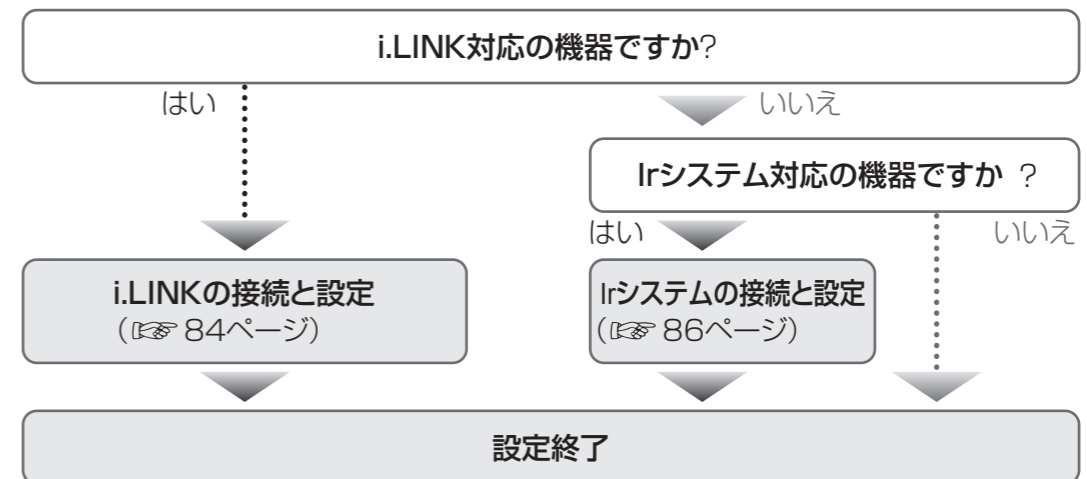 i.LINK対応の機器ですか?
はい
いいえ
Irシステム対応の機器ですか ?
はい
いいえ
i.LINKの接続と設定
(☞ 84ページ)
Irシステムの接続と設定
(☞ 86ページ)
設定終了